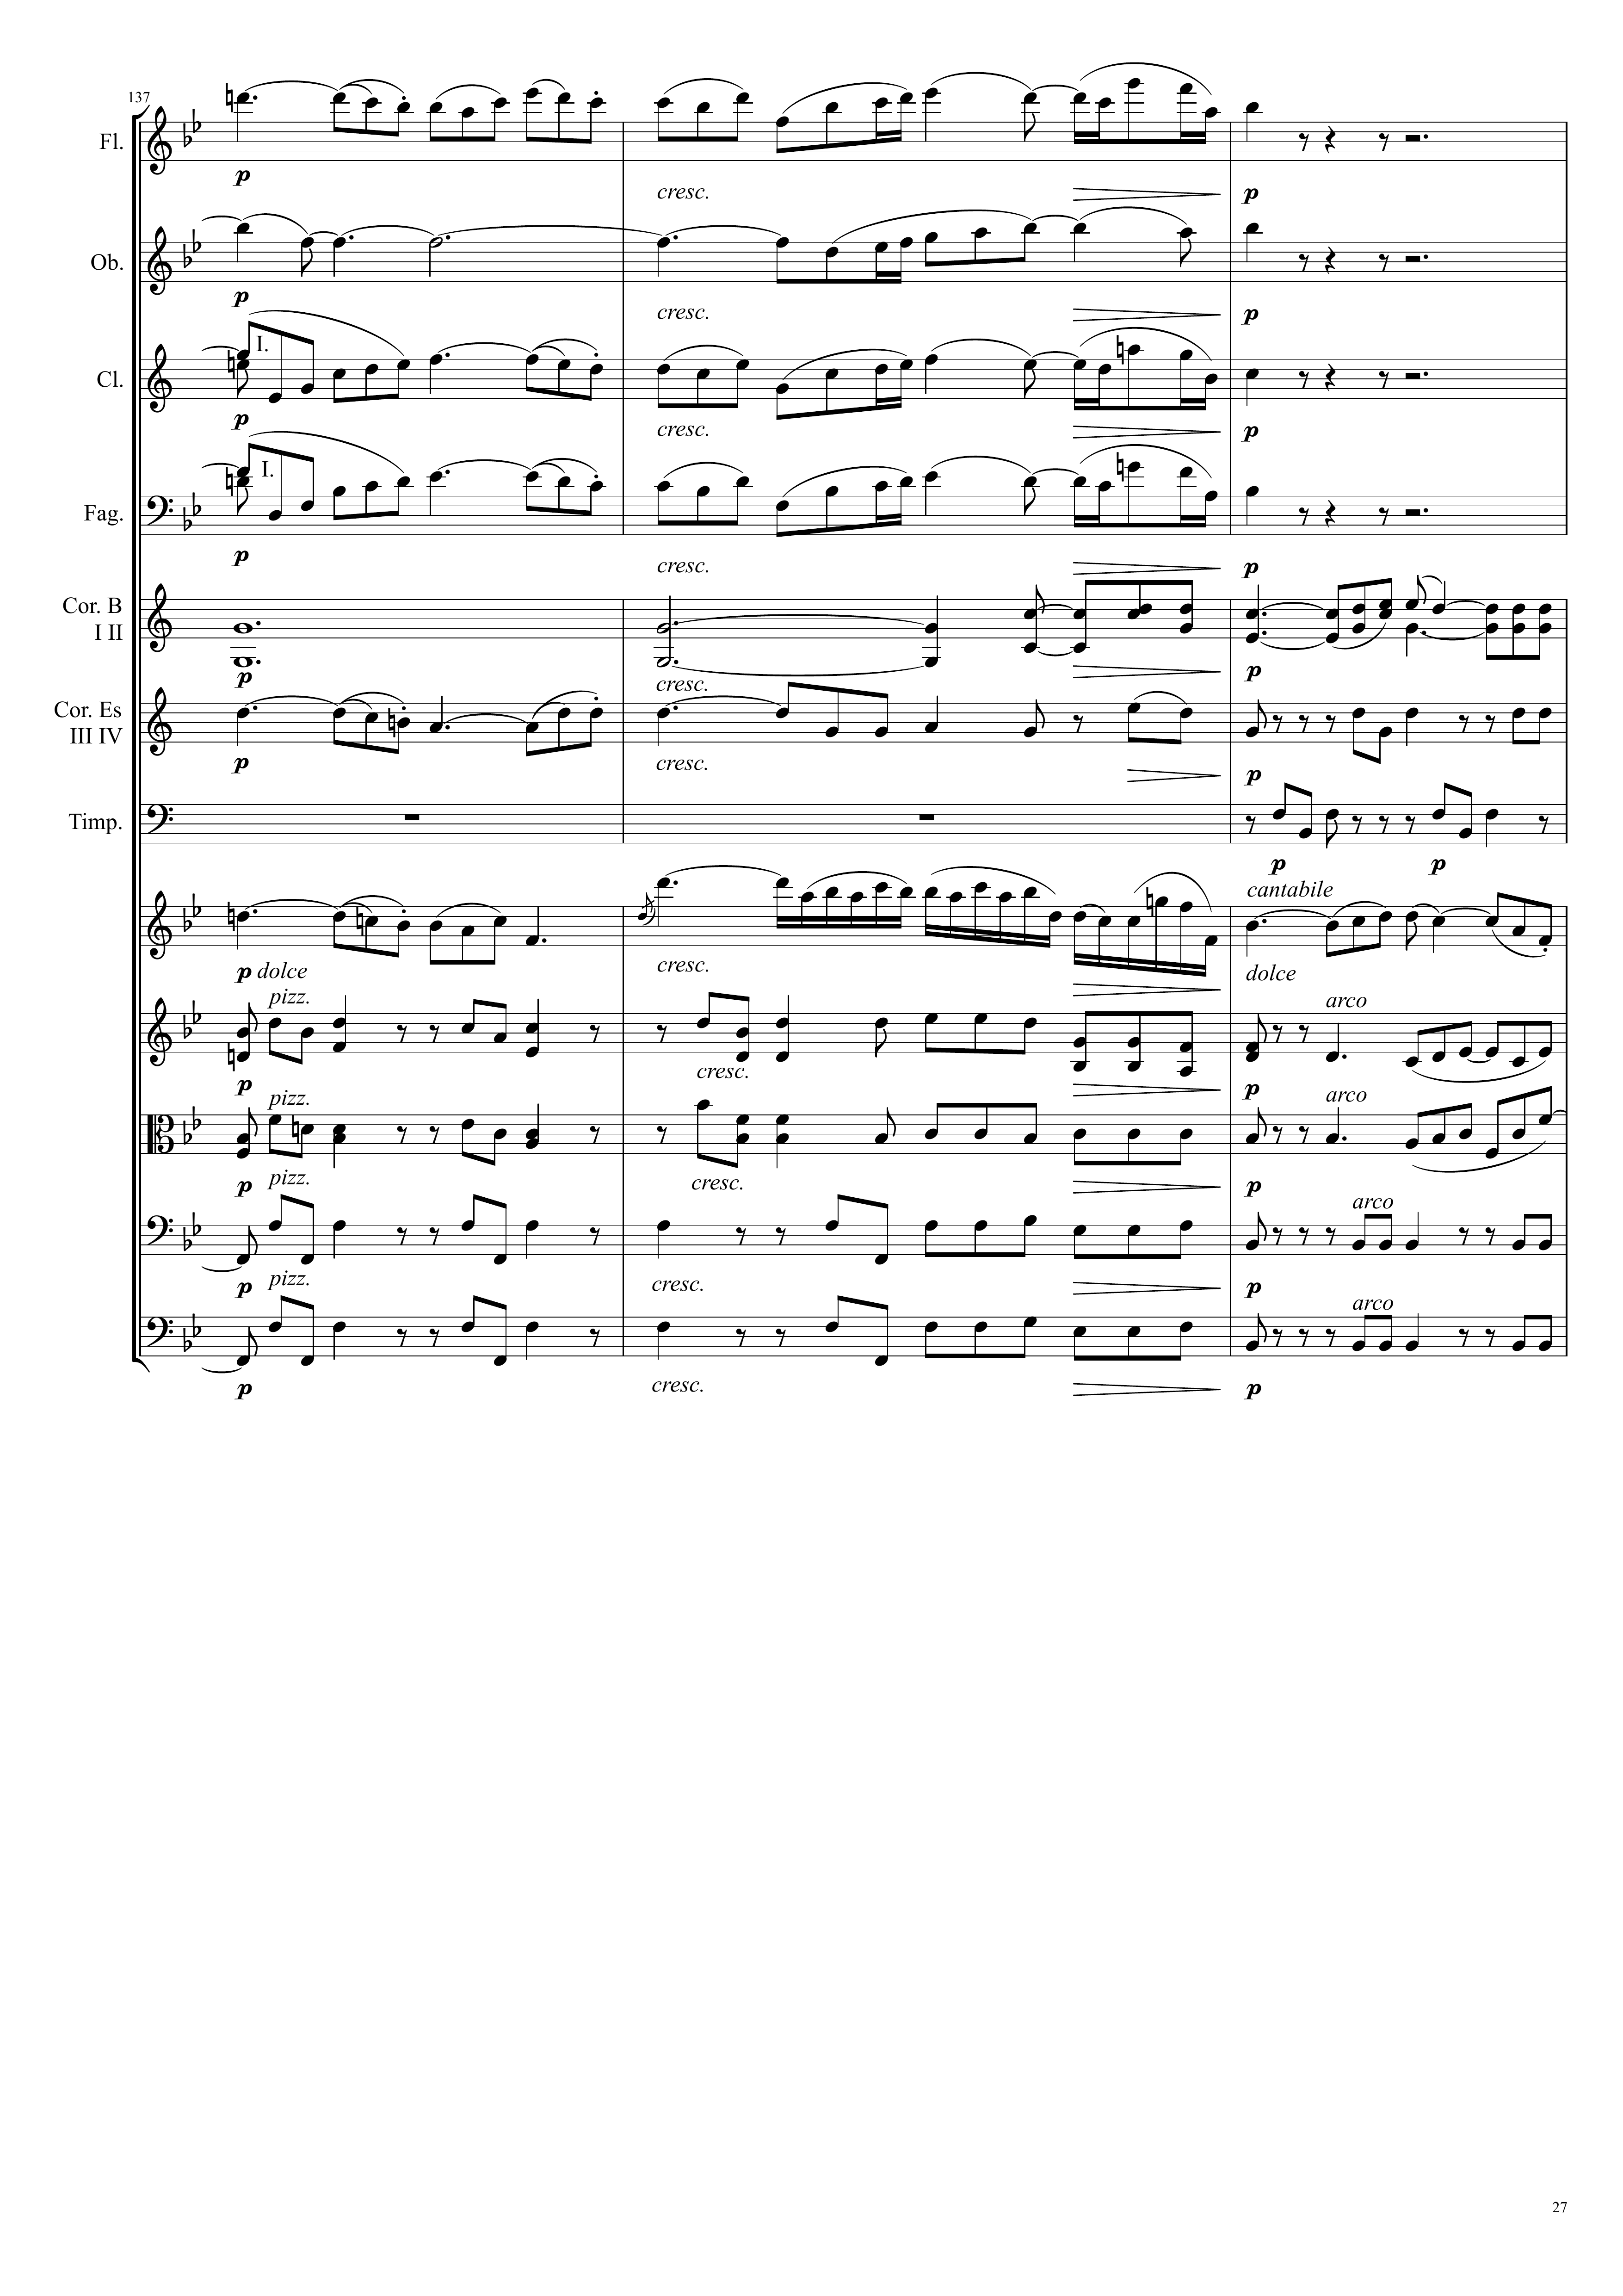 137
Fl.
p
cresc.
p
Ob.
p
cresc.
p
I.
Cl.
p
cresc.
p
I.
Fag.
p
cresc.
p
Cor. B
I II
p
cresc.
p
Cor. Es
III IV
p
cresc.
p
Timp.
p
p
cantabile
p dolce
cresc.
dolce
pizz.
arco
p
cresc.
p
pizz.
arco
p
cresc.
p
pizz.
arco
p
cresc.
p
pizz.
arco
p
cresc.
p
27